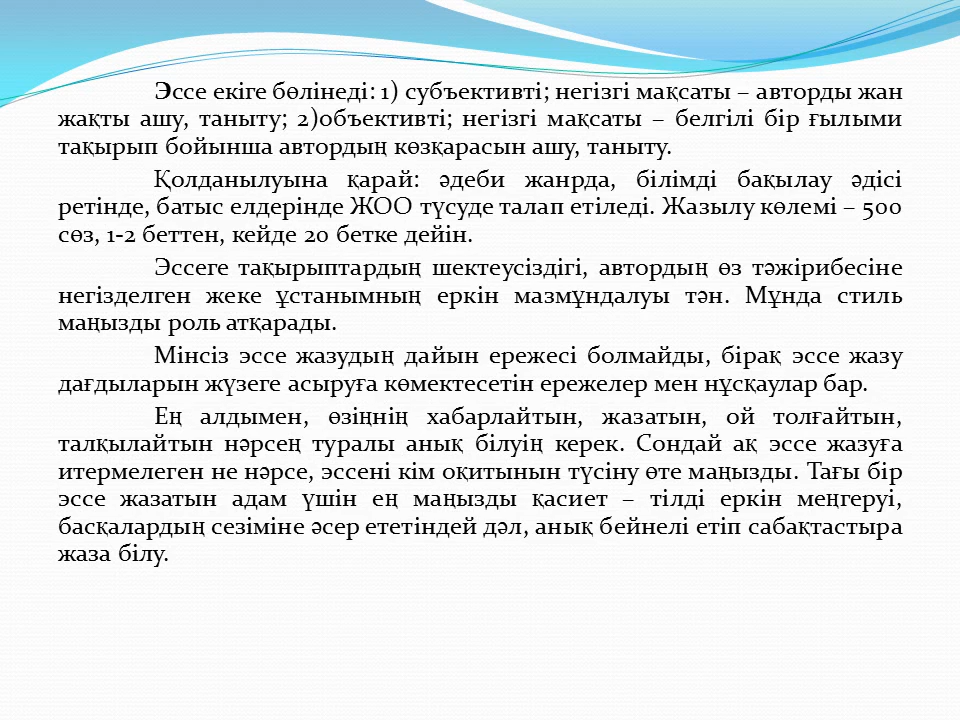 Эссе екіге бөлінеді: 1) субъективті; негізгі мақсаты – авторды жан
жақты ашу, таныту; 2)объективті; негізгі мақсаты – белгілі бір ғылыми
тақырып бойынша автордың көзқарасын ашу, таныту.
Қолданылуына қарай: әдеби жанрда, білімді бақылау әдісі
ретінде, батыс елдерінде ЖОО түсуде талап етіледі. Жазылу көлемі – 500
сөз, 1-2 беттен, кейде 20 бетке дейін.
Эссеге тақырыптардың шектеусіздігі, автордың өз тәжірибесіне
негізделген жеке ұстанымның еркін мазмұндалуы тән. Мұнда стиль
маңызды роль атқарады.
Мінсіз эссе жазудың дайын ережесі болмайды, бірақ эссе жазу
дағдыларын жүзеге асыруға көмектесетін ережелер мен нұсқаулар бар.
Ең алдымен, өзіңнің хабарлайтын, жазатын, ой толғайтын,
талқылайтын нәрсең туралы анық білуің керек. Сондай ақ эссе жазуға
итермелеген не нәрсе, эссені кім оқитынын түсіну өте маңызды. Тағы бір
эссе жазатын адам үшін ең маңызды қасиет – тілді еркін меңгеруі,
басқалардың сезіміне әсер ететіндей дәл, анық бейнелі етіп сабақтастыра
жаза білу.